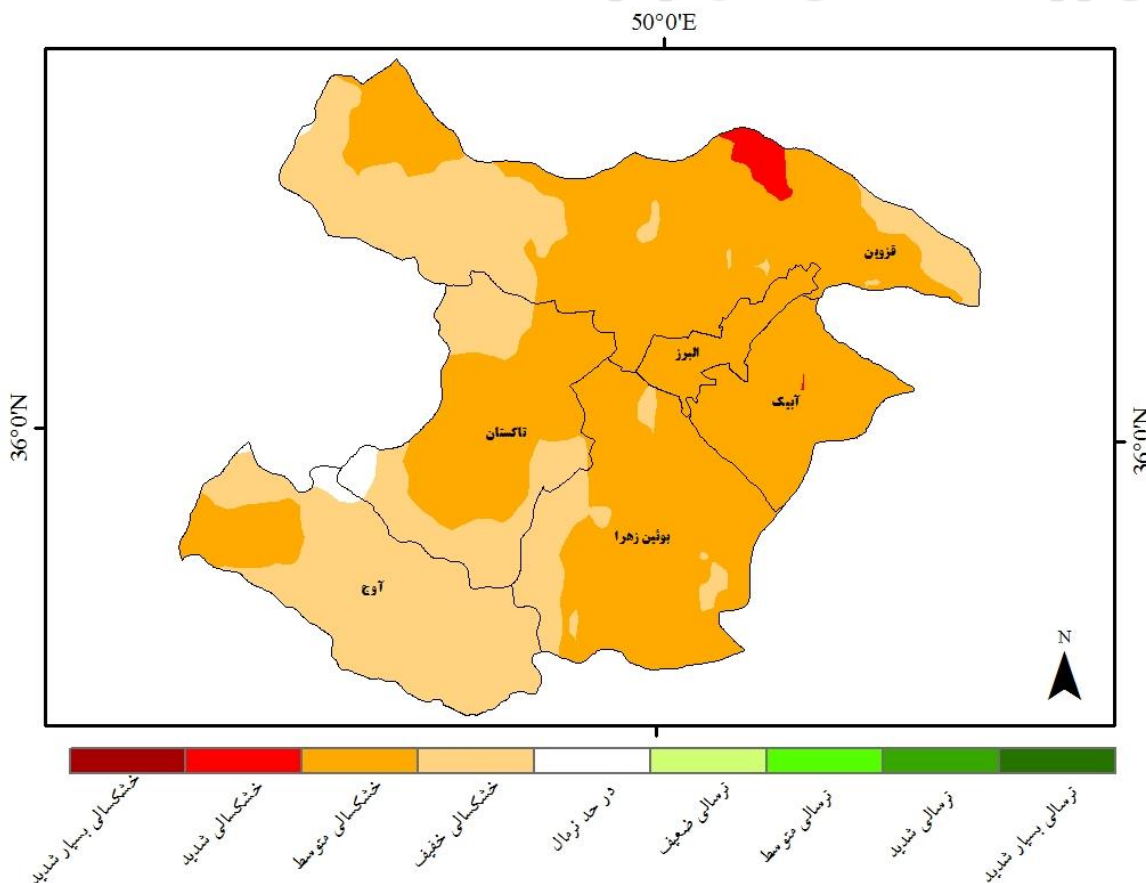 50°0'E
36°0'N
36°0'N
قزوین
البرز
آبیک
تاکستان
بوئین زهرا
آوج
N
خشکسالی بسیار شدید
خشکسالی شدید
خشکسالی متوسط
خشکسالی خفیف
در حد نرمال
ترسالی ضعیف
ترسالی متوسط
ترسالی شدید
ترسالی بسیار شدید